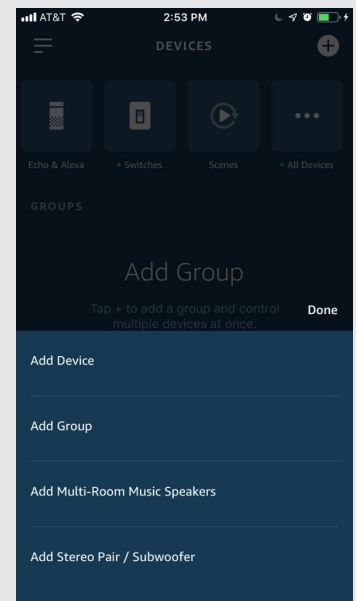 AT&T 2:53 PM
DEVICES
Echo & Alexa • Switches Scenes • All Devices
GROUPS
Add Group
Tap + to add a group and control
multiple devices at once.
Done
Add Device
Add Group
Add Multi-Room Music Speakers
Add Stereo Pair / Subwoofer